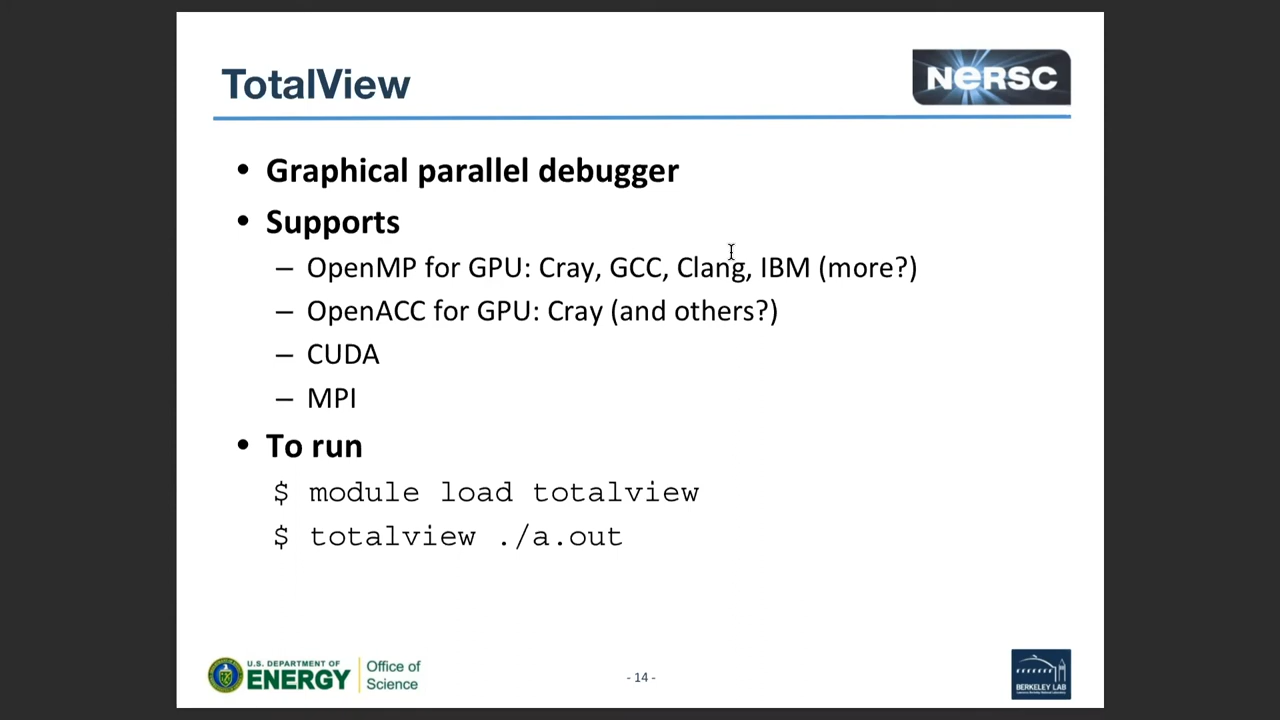 TotalView
NERSC
• Graphical parallel debugger
• Supports
– OpenMP for GPU: Cray, GCC, Clang, IBM (more?)
– OpenACC for GPU: Cray (and others?)
– CUDA
– MPI
• To run
$ module load totalview
$ totalview ./a.out
U.S. DEPARTMENT OF
ENERGY
Office of
Science
- 14 -
BERKELEY LAB